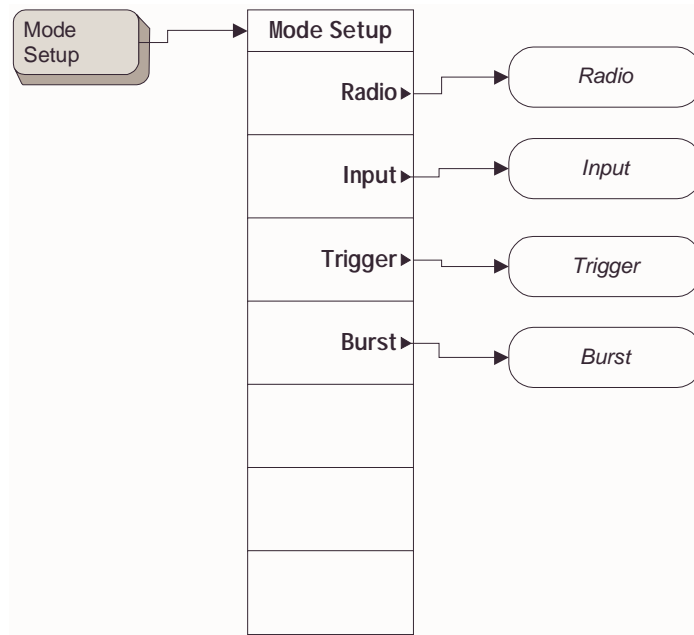 Mode
Setup
Mode Setup
Radio
Radio
Input
Input
Trigger
Trigger
Burst
Burst